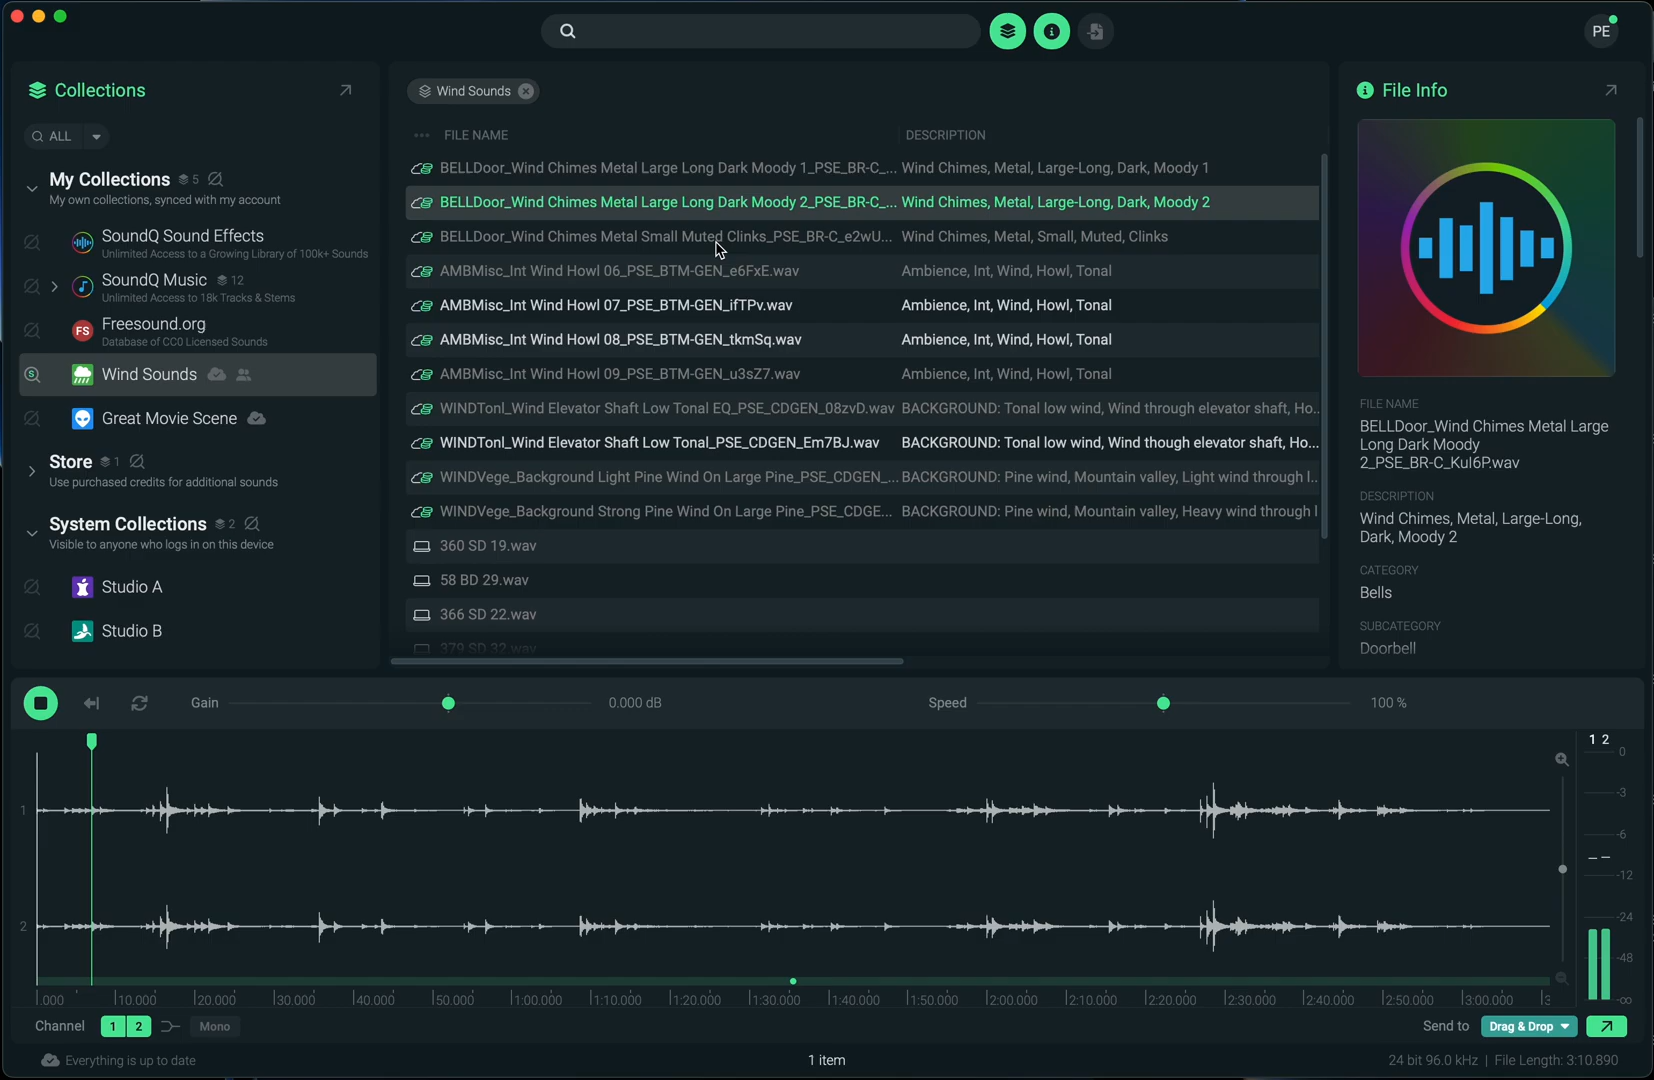 PE
Collections
ALL
My Collections 5
My own collections, synced with my account
SoundQ Sound Effects
Unlimited Access to a Growing Library of 100k+ Sounds
SoundQ Music 12
Unlimited Access to 18k Tracks & Stems
FS Freesound.org
Database of CC0 Licensed Sounds
S Wind Sounds
Great Movie Scene
Store 1
Use purchased credits for additional sounds
System Collections 2
Visible to anyone who logs in on this device
Studio A
Studio B
Wind Sounds
FILE NAME DESCRIPTION
BELLDoor_Wind Chimes Metal Large Long Dark Moody 1_PSE_BR-C_... Wind Chimes, Metal, Large-Long, Dark, Moody 1
BELLDoor_Wind Chimes Metal Large Long Dark Moody 2_PSE_BR-C_... Wind Chimes, Metal, Large-Long, Dark, Moody 2
BELLDoor_Wind Chimes Metal Small Muted Clinks_PSE_BR-C_e2wU... Wind Chimes, Metal, Small, Muted, Clinks
AMBMisc_Int Wind Howl 06_PSE_BTM-GEN_e6FxE.wav Ambience, Int, Wind, Howl, Tonal
AMBMisc_Int Wind Howl 07_PSE_BTM-GEN_ifTPv.wav Ambience, Int, Wind, Howl, Tonal
AMBMisc_Int Wind Howl 08_PSE_BTM-GEN_tkmSq.wav Ambience, Int, Wind, Howl, Tonal
AMBMisc_Int Wind Howl 09_PSE_BTM-GEN_u3sZ7.wav Ambience, Int, Wind, Howl, Tonal
WINDTonl_Wind Elevator Shaft Low Tonal EQ_PSE_CDGEN_08zvD.wav BACKGROUND: Tonal low wind, Wind through elevator shaft, Ho...
WINDTonl_Wind Elevator Shaft Low Tonal_PSE_CDGEN_Em7BJ.wav BACKGROUND: Tonal low wind, Wind though elevator shaft, Ho...
WINDVege_Background Light Pine Wind On Large Pine_PSE_CDGEN_... BACKGROUND: Pine wind, Mountain valley, Light wind through l...
WINDVege_Background Strong Pine Wind On Large Pine_PSE_CDGE... BACKGROUND: Pine wind, Mountain valley, Heavy wind through l
360 SD 19.wav
58 BD 29.wav
366 SD 22.wav
379 SD 32.wav
File Info
FILE NAME
BELLDoor_Wind Chimes Metal Large
Long Dark Moody
2_PSE_BR-C_Kul6P.wav
DESCRIPTION
Wind Chimes, Metal, Large-Long,
Dark, Moody 2
CATEGORY
Bells
SUBCATEGORY
Doorbell
Gain 0.000 dB Speed 100 %
1 2
0
-3
-6
-12
-24
-48
-∞
1
2
.000 10.000 20.000 30.000 40.000 50.000 1:00.000 1:10.000 1:20.000 1:30.000 1:40.000 1:50.000 2:00.000 2:10.000 2:20.000 2:30.000 2:40.000 2:50.000 3:00.000
Channel 1 2 Mono Send to Drag & Drop
Everything is up to date 1 item 24 bit 96.0 kHz | File Length: 3:10.890